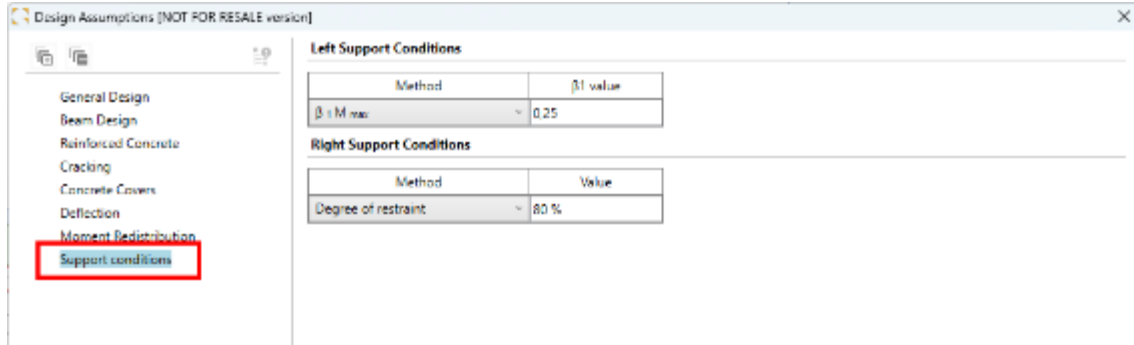 Design Assumptions [NOT FOR RESALE version]
General Design
Beam Design
Reinforced Concrete
Cracking
Concrete Covers
Deflection
Moment Redistribution
Support conditions
Left Support Conditions
Method β1 value
β 1 M max 0,25
Right Support Conditions
Method Value
Degree of restraint 80 %